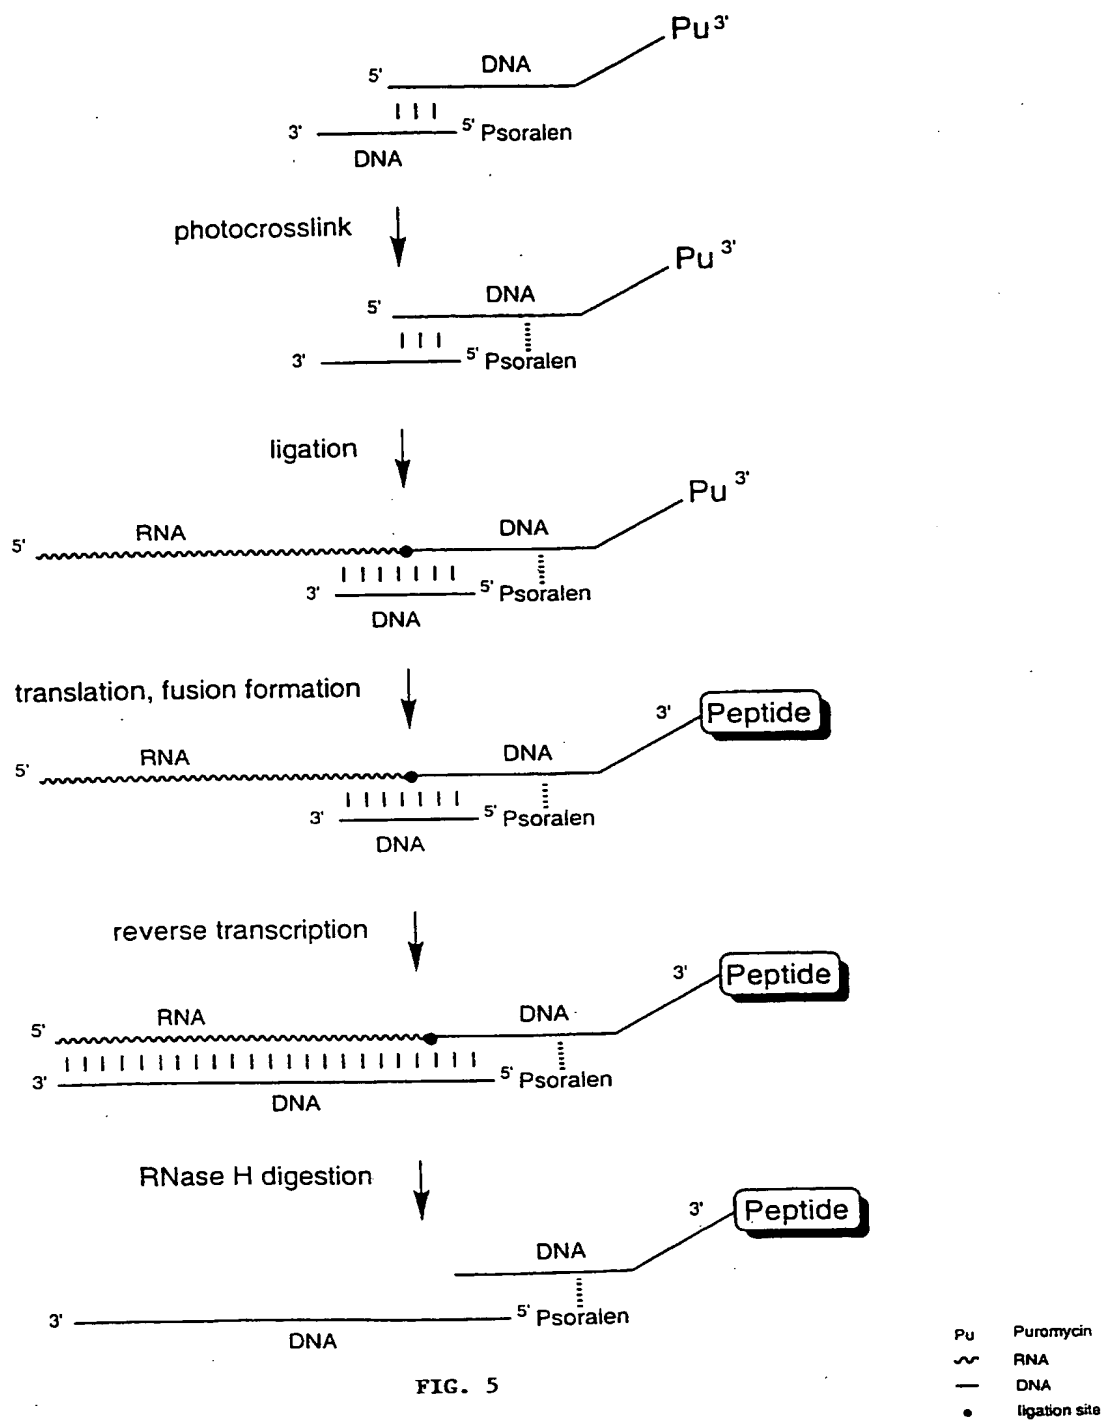 Pu 3'
DNA
5'
3' 5' Psoralen
DNA
photocrosslink
Pu 3'
DNA
5'
3' 5' Psoralen
ligation
Pu 3'
RNA DNA
5'
3' 5' Psoralen
DNA
translation, fusion formation
3' Peptide
RNA DNA
5'
3' 5' Psoralen
DNA
reverse transcription
3' Peptide
RNA DNA
5'
3' 5' Psoralen
DNA
RNase H digestion
3' Peptide
DNA
3' 5' Psoralen
DNA
Pu Puromycin
RNA
DNA
ligation site
FIG. 5